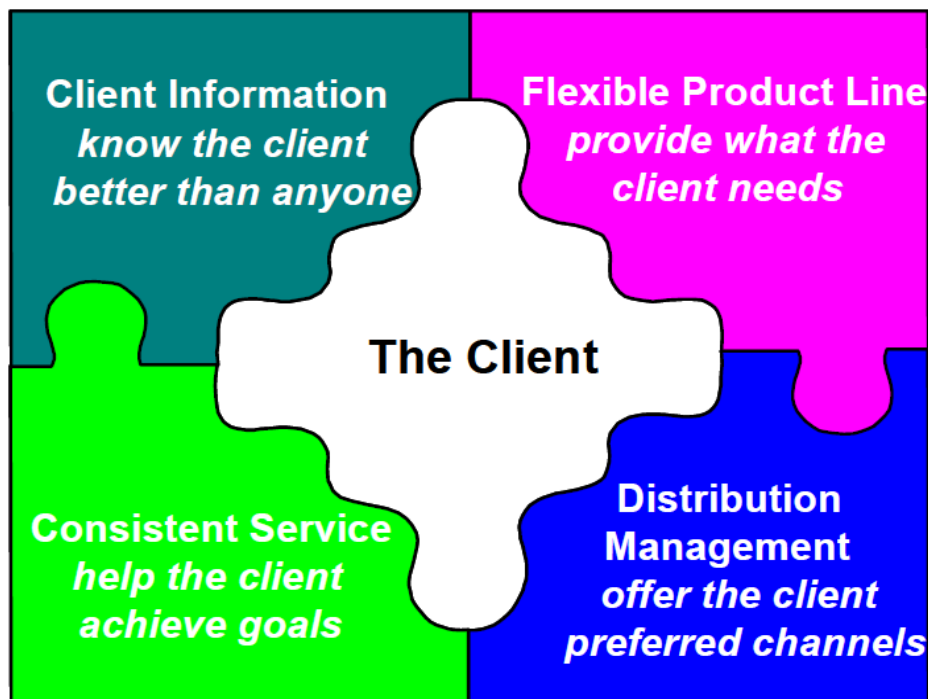 Client Information
know the client
better than anyone
Flexible Product Line
provide what the
client needs
The Client
Consistent Service
help the client
achieve goals
Distribution
Management
offer the client
preferred channels